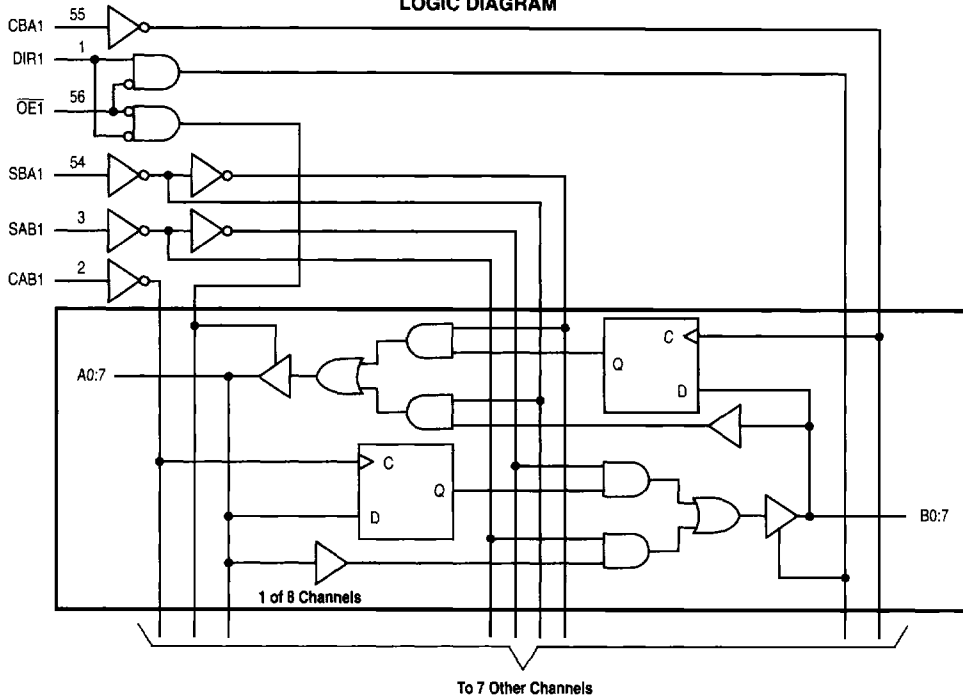 LOGIC DIAGRAM
CBA1 55
DIR1 1
OE1 56
SBA1 54
SAB1 3
CAB1 2
C
Q
D
A0:7
C
Q
D
B0:7
1 of 8 Channels
To 7 Other Channels